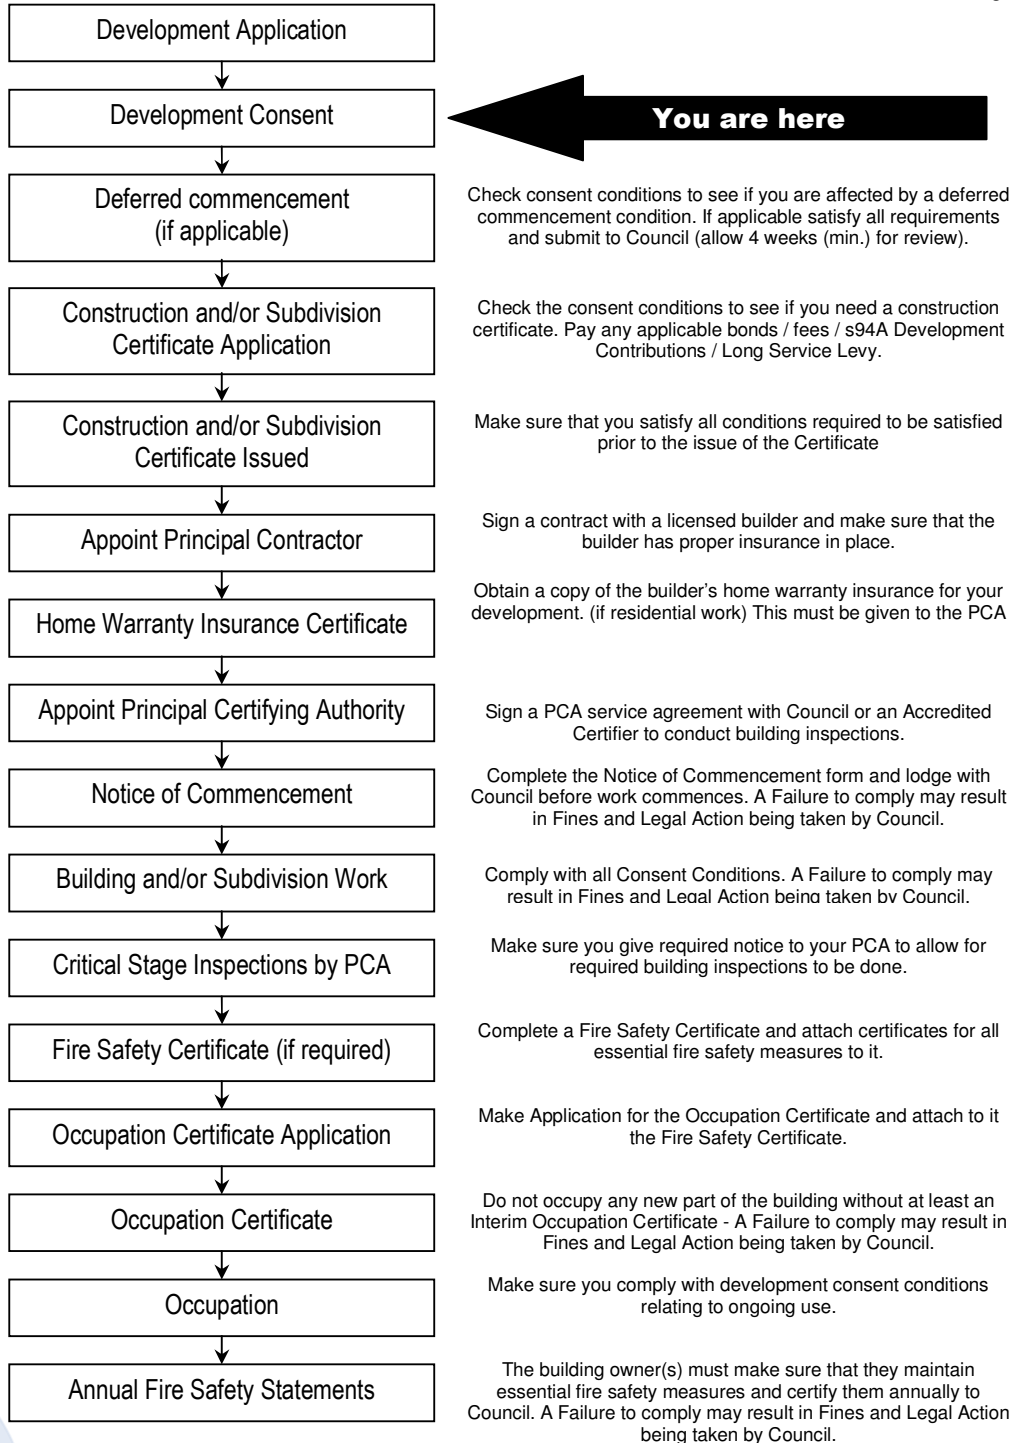 Development Application
Development Consent
You are here
Deferred commencement
(if applicable)
Check consent conditions to see if you are affected by a deferred
commencement condition. If applicable satisfy all requirements
and submit to Council (allow 4 weeks (min.) for review).
Construction and/or Subdivision
Certificate Application
Check the consent conditions to see if you need a construction
certificate. Pay any applicable bonds / fees / s94A Development
Contributions / Long Service Levy.
Construction and/or Subdivision
Certificate Issued
Make sure that you satisfy all conditions required to be satisfied
prior to the issue of the Certificate
Appoint Principal Contractor
Sign a contract with a licensed builder and make sure that the
builder has proper insurance in place.
Home Warranty Insurance Certificate
Obtain a copy of the builder's home warranty insurance for your
development. (if residential work) This must be given to the PCA
Appoint Principal Certifying Authority
Sign a PCA service agreement with Council or an Accredited
Certifier to conduct building inspections.
Notice of Commencement
Complete the Notice of Commencement form and lodge with
Council before work commences. A Failure to comply may result
in Fines and Legal Action being taken by Council.
Building and/or Subdivision Work
Comply with all Consent Conditions. A Failure to comply may
result in Fines and Legal Action being taken by Council.
Critical Stage Inspections by PCA
Make sure you give required notice to your PCA to allow for
required building inspections to be done.
Fire Safety Certificate (if required)
Complete a Fire Safety Certificate and attach certificates for all
essential fire safety measures to it.
Occupation Certificate Application
Make Application for the Occupation Certificate and attach to it
the Fire Safety Certificate.
Occupation Certificate
Do not occupy any new part of the building without at least an
Interim Occupation Certificate - A Failure to comply may result in
Fines and Legal Action being taken by Council.
Occupation
Make sure you comply with development consent conditions
relating to ongoing use.
Annual Fire Safety Statements
The building owner(s) must make sure that they maintain
essential fire safety measures and certify them annually to
Council. A Failure to comply may result in Fines and Legal Action
being taken by Council.